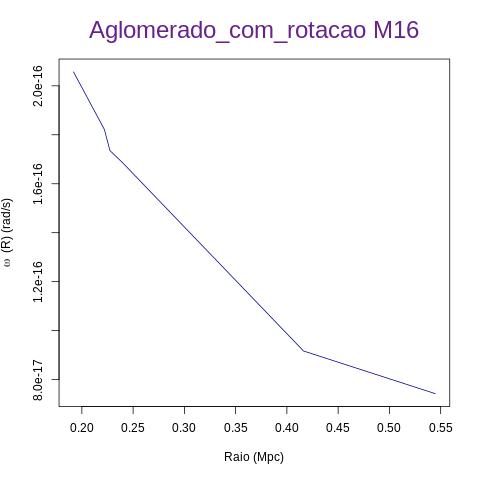 Aglomerado_com_rotacao M16
ω (R) (rad/s)
2.0e-16
1.6e-16
1.2e-16
8.0e-17
0.20 0.25 0.30 0.35 0.40 0.45 0.50 0.55
Raio (Mpc)